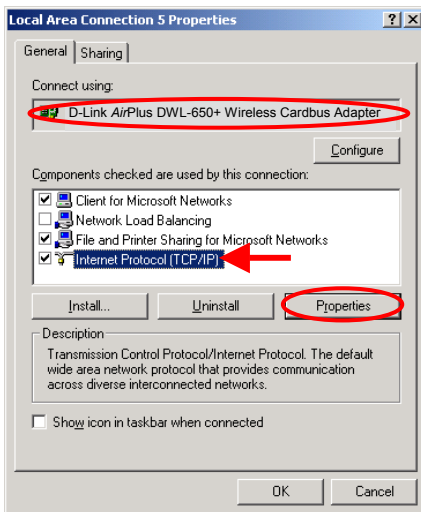 Local Area Connection 5 Properties
General Sharing
Connect using:
D-Link AirPlus DWL-650+ Wireless Cardbus Adapter
Configure
Components checked are used by this connection:
Client for Microsoft Networks
Network Load Balancing
File and Printer Sharing for Microsoft Networks
Internet Protocol (TCP/IP)
Install... Uninstall Properties
Description
Transmission Control Protocol/Internet Protocol. The default
wide area network protocol that provides communication
across diverse interconnected networks.
Show icon in taskbar when connected
OK Cancel